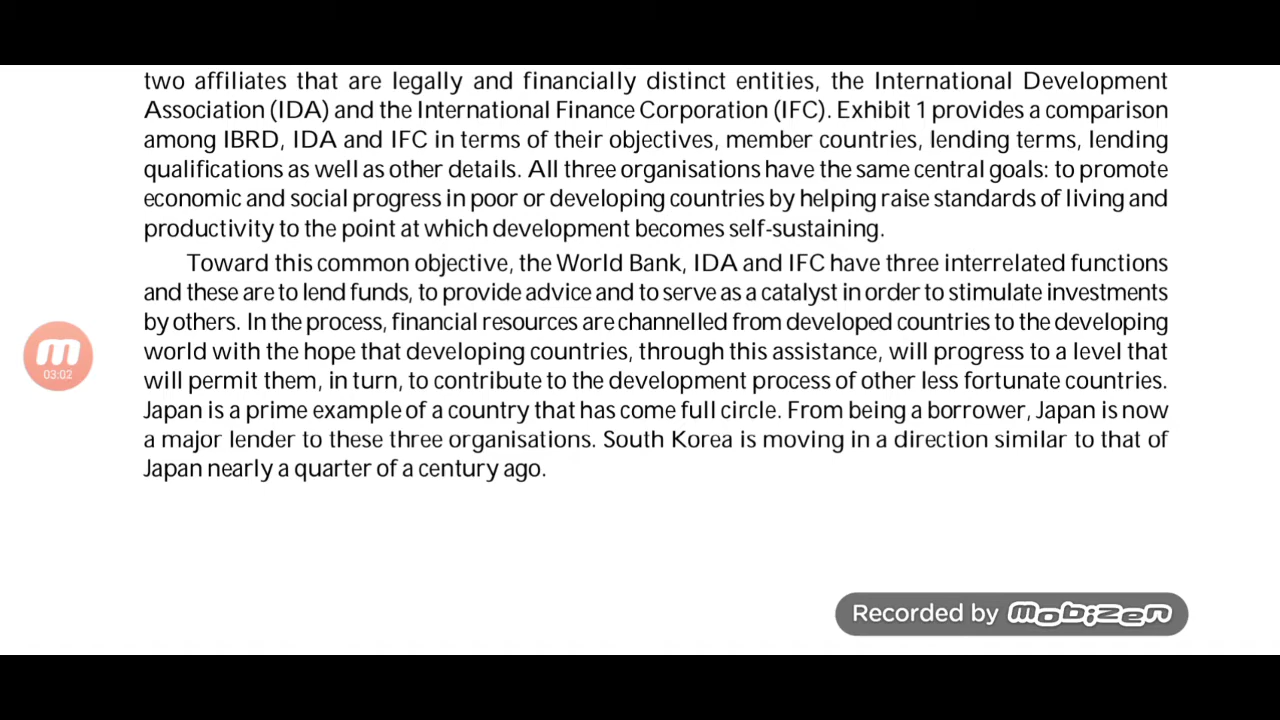 two affiliates that are legally and financially distinct entities, the International Development
Association (IDA) and the International Finance Corporation (IFC). Exhibit 1 provides a comparison
among IBRD, IDA and IFC in terms of their objectives, member countries, lending terms, lending
qualifications as well as other details. All three organisations have the same central goals: to promote
economic and social progress in poor or developing countries by helping raise standards of living and
productivity to the point at which development becomes self-sustaining.
Toward this common objective, the World Bank, IDA and IFC have three interrelated functions
and these are to lend funds, to provide advice and to serve as a catalyst in order to stimulate investments
by others. In the process, financial resources are channelled from developed countries to the developing
world with the hope that developing countries, through this assistance, will progress to a level that
will permit them, in turn, to contribute to the development process of other less fortunate countries.
Japan is a prime example of a country that has come full circle. From being a borrower, Japan is now
a major lender to these three organisations. South Korea is moving in a direction similar to that of
Japan nearly a quarter of a century ago.
m
03:02
Recorded by mobizen